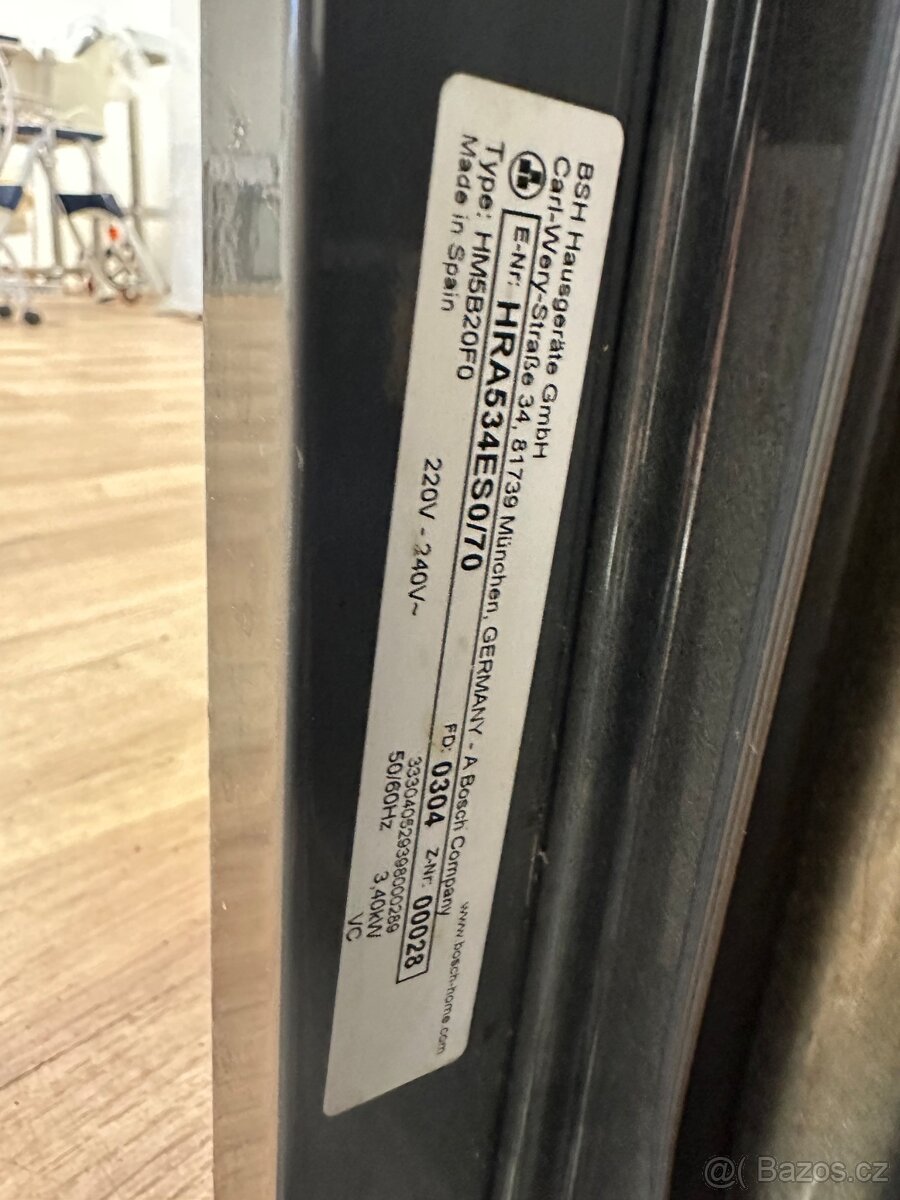 BSH Hausgeräte GmbH
Carl-Wery-Straße 34, 81739 München, GERMANY - A Bosch Company www.bosch-home.com
E-Nr: HRA534ES0/70 FD: 0304 Z-Nr: 00028
Type: HM5B20F0 333040529398000289
Made in Spain 220V - 240V~ 50/60Hz 3,40kW
VC
@( Bazos.cz